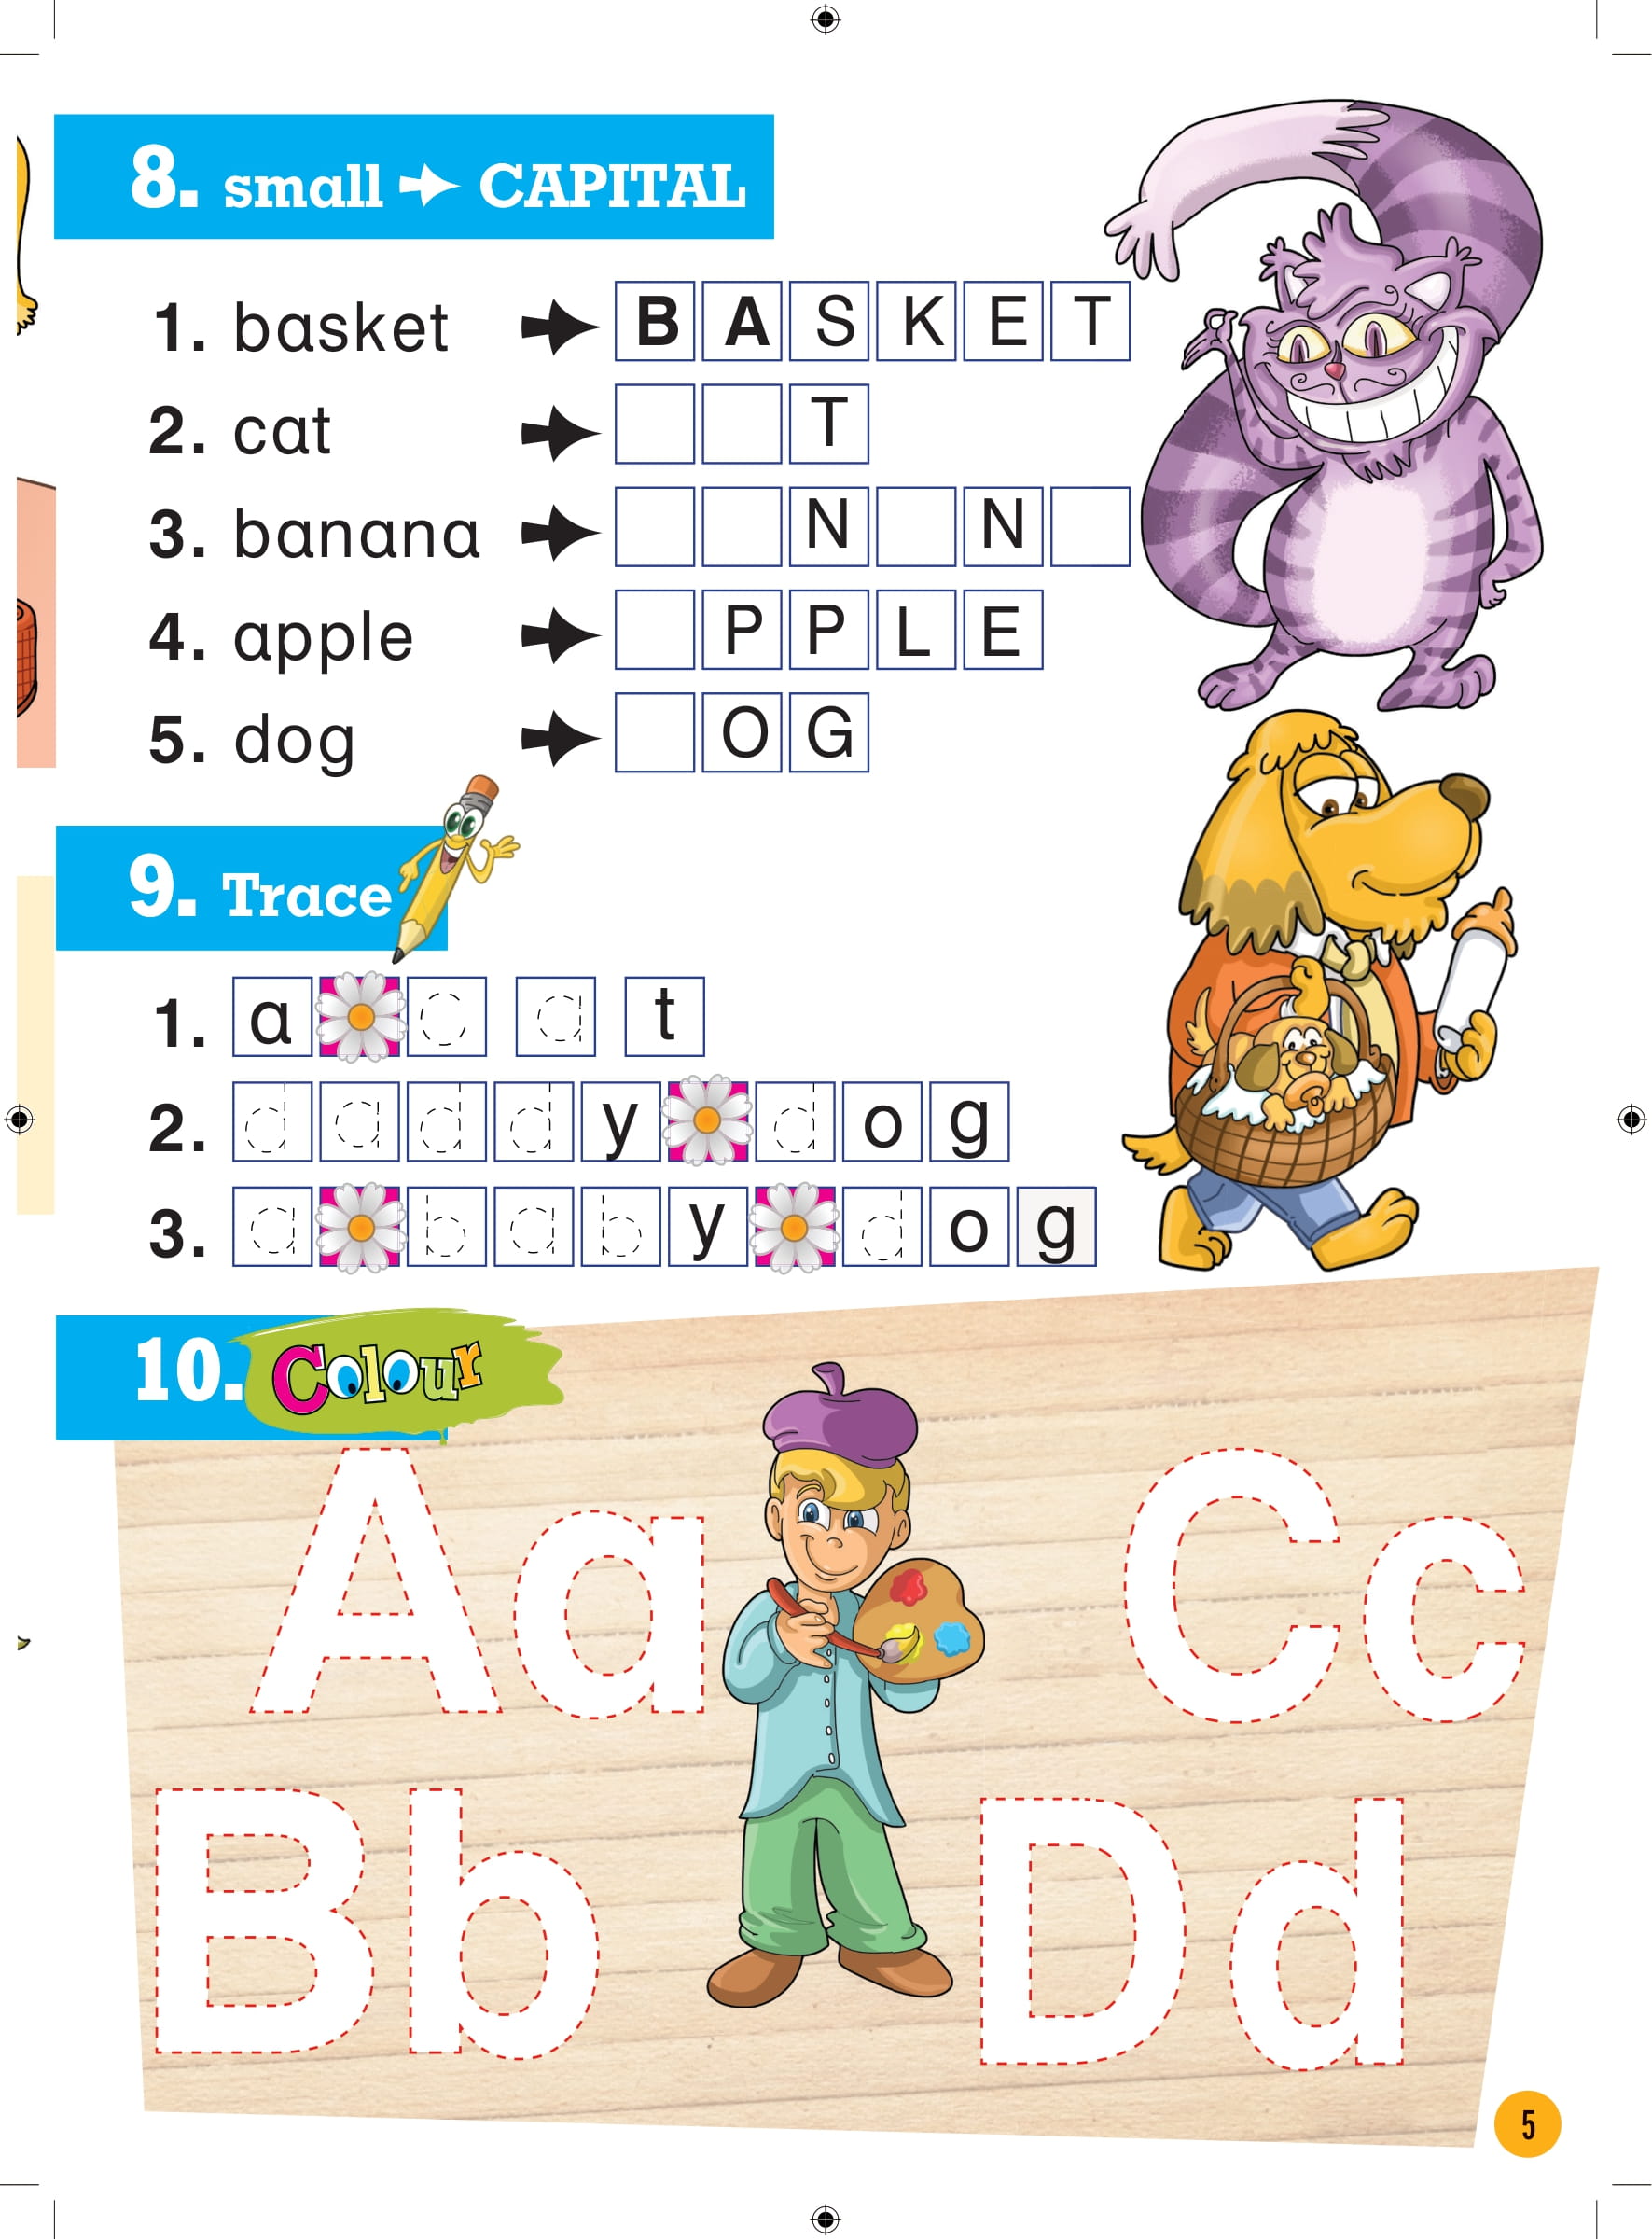 8. small CAPITAL
1. basket B A S K E T
2. cat T
3. banana N N
4. apple P P L E
5. dog O G
9. Trace
1. a c a t
2. d a d d y d o g
3. a b a b y d o g
10. Colour
Aa Cc
Bb Dd
5